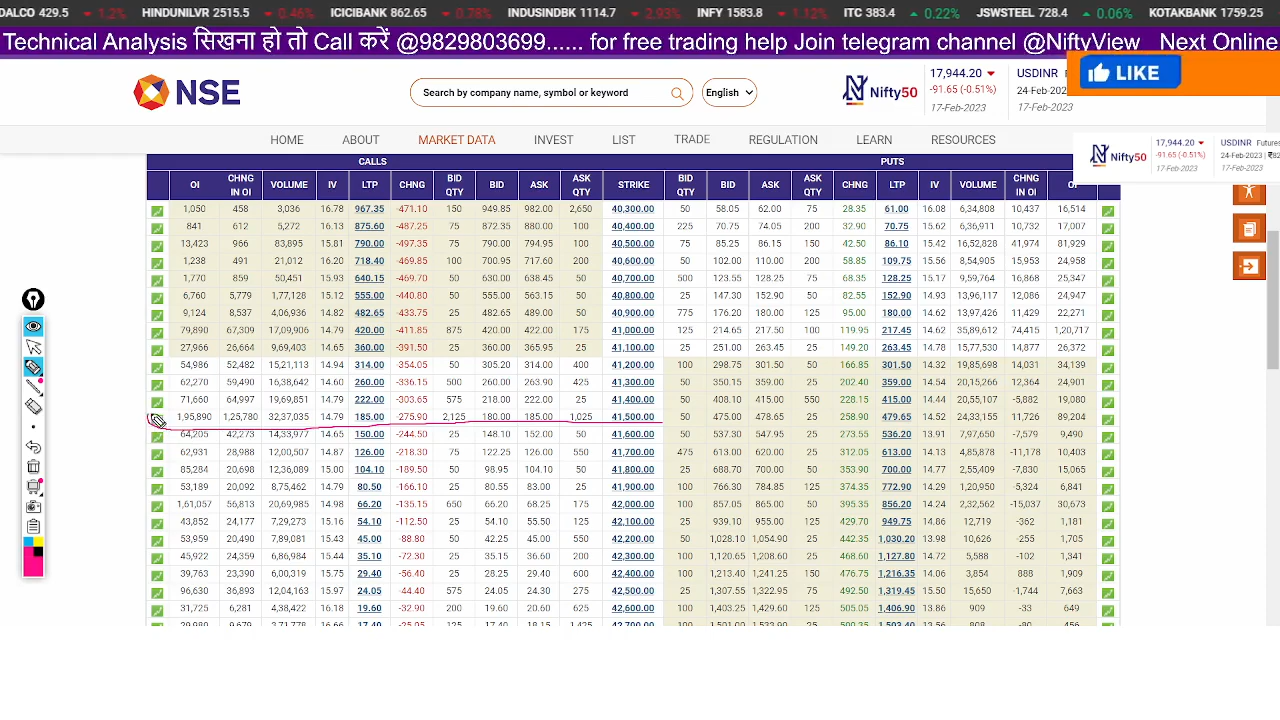 DALCO 429.5 1.2% HINDUNILVR 2515.5 0.46% ICICIBANK 862.65 0.78% INDUSINDBK 1114.7 2.93% INFY 1583.8 1.12% ITC 383.4 0.22% JSWSTEEL 728.4 0.06% KOTAKBANK 1759.25
Technical Analysis सिखना हो तो Call करें @9829803699...... for free trading help Join telegram channel @NiftyView Next Online
LIKE
NSE
Search by company name, symbol or keyword
English
Nifty50
17,944.20
-91.65 (-0.51%)
17-Feb-2023
USDINR
24-Feb-202
17-Feb-2023
HOME ABOUT MARKET DATA INVEST LIST TRADE REGULATION LEARN RESOURCES
Nifty50
17,944.20
-91.65 (-0.51%)
17-Feb-2023
USDINR Futures
24-Feb-2023 | ₹82
17-Feb-2023
CALLS PUTS
OI CHNG IN OI VOLUME IV LTP CHNG BID QTY BID ASK ASK QTY STRIKE BID QTY BID ASK ASK QTY CHNG LTP IV VOLUME CHNG IN OI OI
1,050 458 3,036 16.78 967.35 -471.10 150 949.85 982.00 2,650 40,300.00 50 58.05 62.00 75 28.35 61.00 16.08 6,34,808 10,437 16,514
841 612 5,272 16.13 875.60 -487.25 75 872.35 880.00 100 40,400.00 225 70.75 74.05 200 32.90 70.75 15.62 6,36,911 10,732 17,007
13,423 966 83,895 15.81 790.00 -497.35 75 790.00 794.90 100 40,500.00 75 85.25 86.15 150 42.50 86.10 15.42 16,52,828 41,974 81,929
1,238 491 21,012 16.20 718.40 -459.85 100 700.95 717.60 200 40,600.00 50 102.00 110.00 200 58.85 109.75 15.56 8,54,905 15,953 24,958
1,770 859 50,451 15.93 640.15 -469.70 50 630.00 638.45 50 40,700.00 500 123.55 128.25 75 68.35 128.25 15.17 9,59,764 16,868 25,347
6,760 5,779 1,77,128 15.12 555.00 -440.80 50 555.00 563.15 50 40,800.00 25 147.30 152.90 50 82.55 152.90 14.93 13,96,117 12,086 24,947
9,124 8,537 4,06,936 14.82 482.65 -433.75 25 482.65 489.00 50 40,900.00 775 176.20 180.00 125 95.00 180.00 14.62 13,97,426 11,429 22,271
79,890 67,309 17,09,906 14.79 420.00 -411.85 875 420.00 422.00 175 41,000.00 125 214.65 217.50 100 119.95 217.45 14.62 35,89,612 74,415 1,20,717
27,966 26,664 9,69,403 14.65 360.00 -391.50 25 360.00 365.95 25 41,100.00 25 251.00 263.45 25 149.20 263.45 14.78 15,77,530 14,877 26,372
54,986 52,482 15,21,113 14.94 314.00 -354.05 50 305.20 314.00 400 41,200.00 100 298.75 301.50 50 166.85 301.50 14.32 19,85,698 14,031 34,139
62,270 59,490 16,38,642 14.60 260.00 -336.15 500 260.00 263.90 425 41,300.00 50 350.15 359.00 25 202.40 359.00 14.54 20,15,266 12,364 24,901
71,660 64,997 19,69,851 14.79 222.00 575 218.00 222.00 25 41,400.00 50 408.10 415.00 550 228.15 415.00 14.44 20,55,107 -5,882 19,080
1,95,890 1,25,780 32,37,035 14.79 185.00 -275.90 2,125 180.00 185.00 1,025 41,500.00 50 475.00 478.65 25 258.90 479.65 14.52 24,33,155 11,726 89,204
64,205 42,273 14,33,977 14.65 150.00 -244.50 25 148.10 152.00 50 41,600.00 50 537.30 547.95 25 273.55 536.20 13.91 7,97,650 -7,579 9,490
62,931 28,988 12,00,507 14.87 126.00 -218.30 75 122.25 126.00 550 41,700.00 475 613.00 620.00 25 312.05 613.00 14.13 4,85,878 -11,178 10,403
85,284 20,698 12,36,089 15.00 104.10 -189.50 50 98.95 104.10 50 41,800.00 25 688.70 700.00 50 353.90 700.00 14.77 2,55,409 -7,830 15,065
53,189 20,092 8,75,462 14.79 80.50 -166.10 25 80.55 83.00 25 41,900.00 50 766.30 784.85 125 374.35 772.90 14.29 1,20,950 -5,324 6,841
1,61,057 56,813 20,69,985 14.98 66.20 -135.15 650 66.20 68.25 175 42,000.00 50 857.05 865.00 50 395.35 856.20 14.24 2,32,562 -15,037 30,673
43,852 24,177 7,29,273 15.16 54.10 -112.50 25 54.10 55.50 125 42,100.00 25 939.10 955.00 125 429.70 949.75 14.86 12,719 -362 1,181
53,959 20,490 7,89,081 15.43 45.00 -88.80 50 42.25 45.00 550 42,200.00 50 1,028.10 1,054.90 25 442.35 1,030.20 13.98 10,626 -255 1,705
45,922 24,359 6,86,984 15.44 35.10 -72.30 25 35.15 36.60 200 42,300.00 100 1,120.65 1,208.60 25 468.60 1,127.80 14.72 5,588 -102 1,341
39,763 23,390 6,00,319 15.75 29.40 -56.40 25 28.25 29.40 600 42,400.00 100 1,213.40 1,241.25 150 476.75 1,216.35 14.06 3,854 888 1,909
96,630 36,893 12,04,163 15.97 24.05 -44.40 50 24.05 24.30 275 42,500.00 25 1,307.55 1,322.95 75 492.50 1,319.45 15.50 15,650 -1,744 7,663
31,725 6,281 4,38,422 16.18 19.60 -32.90 200 19.60 20.60 625 42,600.00 100 1,403.25 1,429.60 125 505.05 1,406.90 13.86 909 -33 649